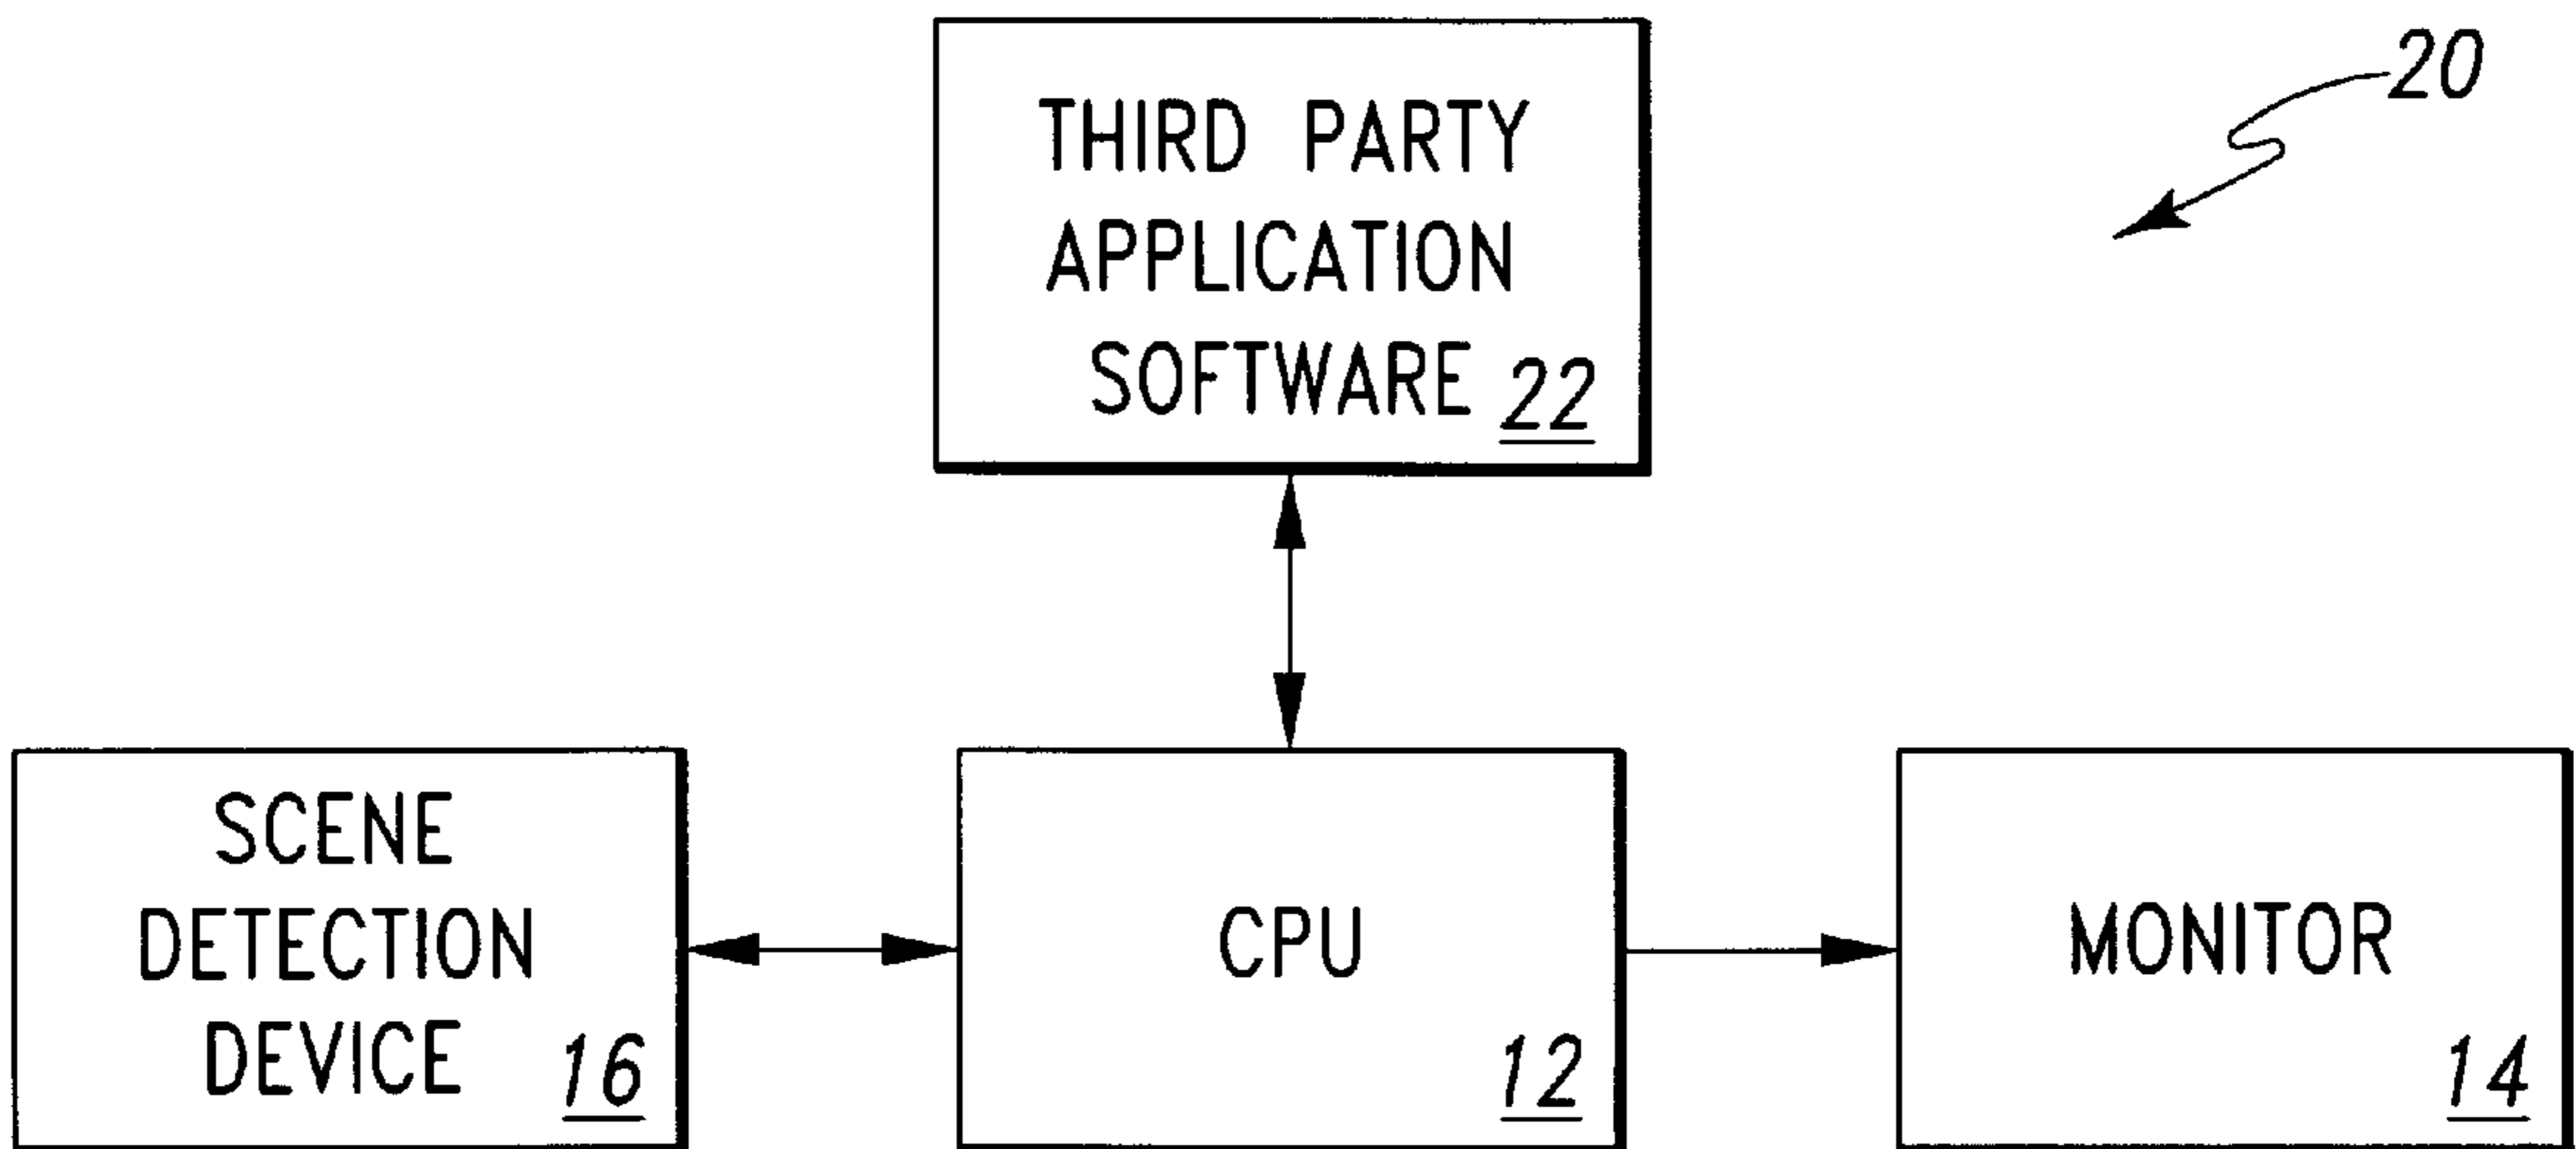 20
THIRD PARTY
APPLICATION
SOFTWARE 22
SCENE
DETECTION
DEVICE 16
CPU
12
MONITOR
14